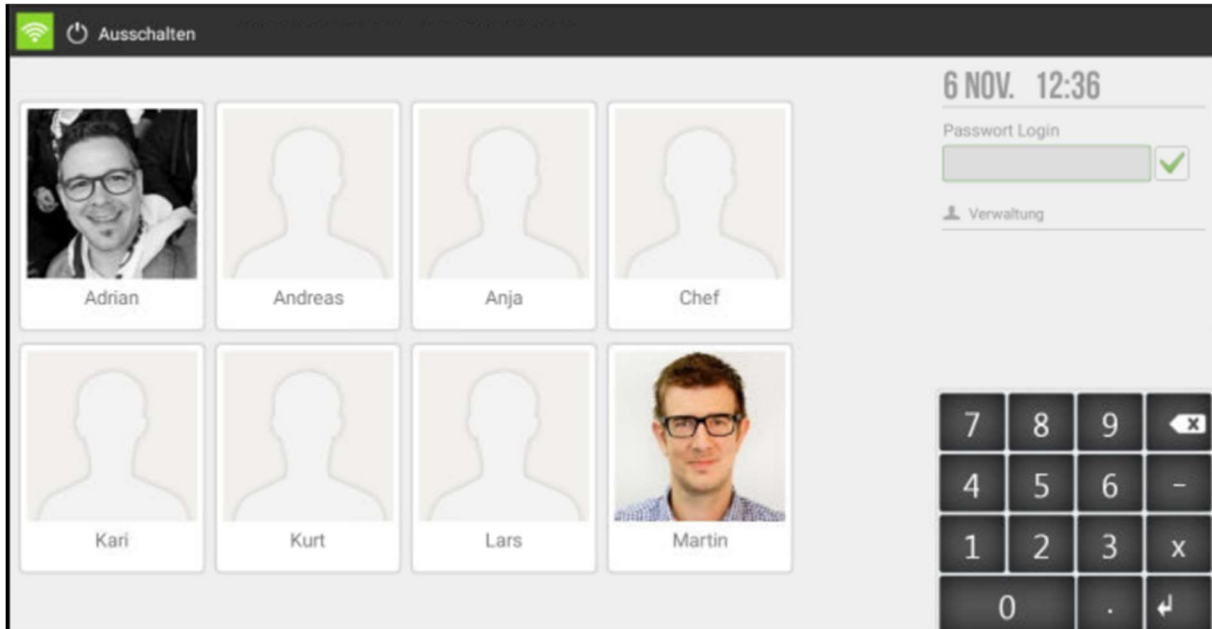 Ausschalten
6 NOV. 12:36
Passwort Login
Verwaltung
Adrian Andreas Anja Chef
Kari Kurt Lars Martin
7 8 9 x
4 5 6 -
1 2 3 x
0 .